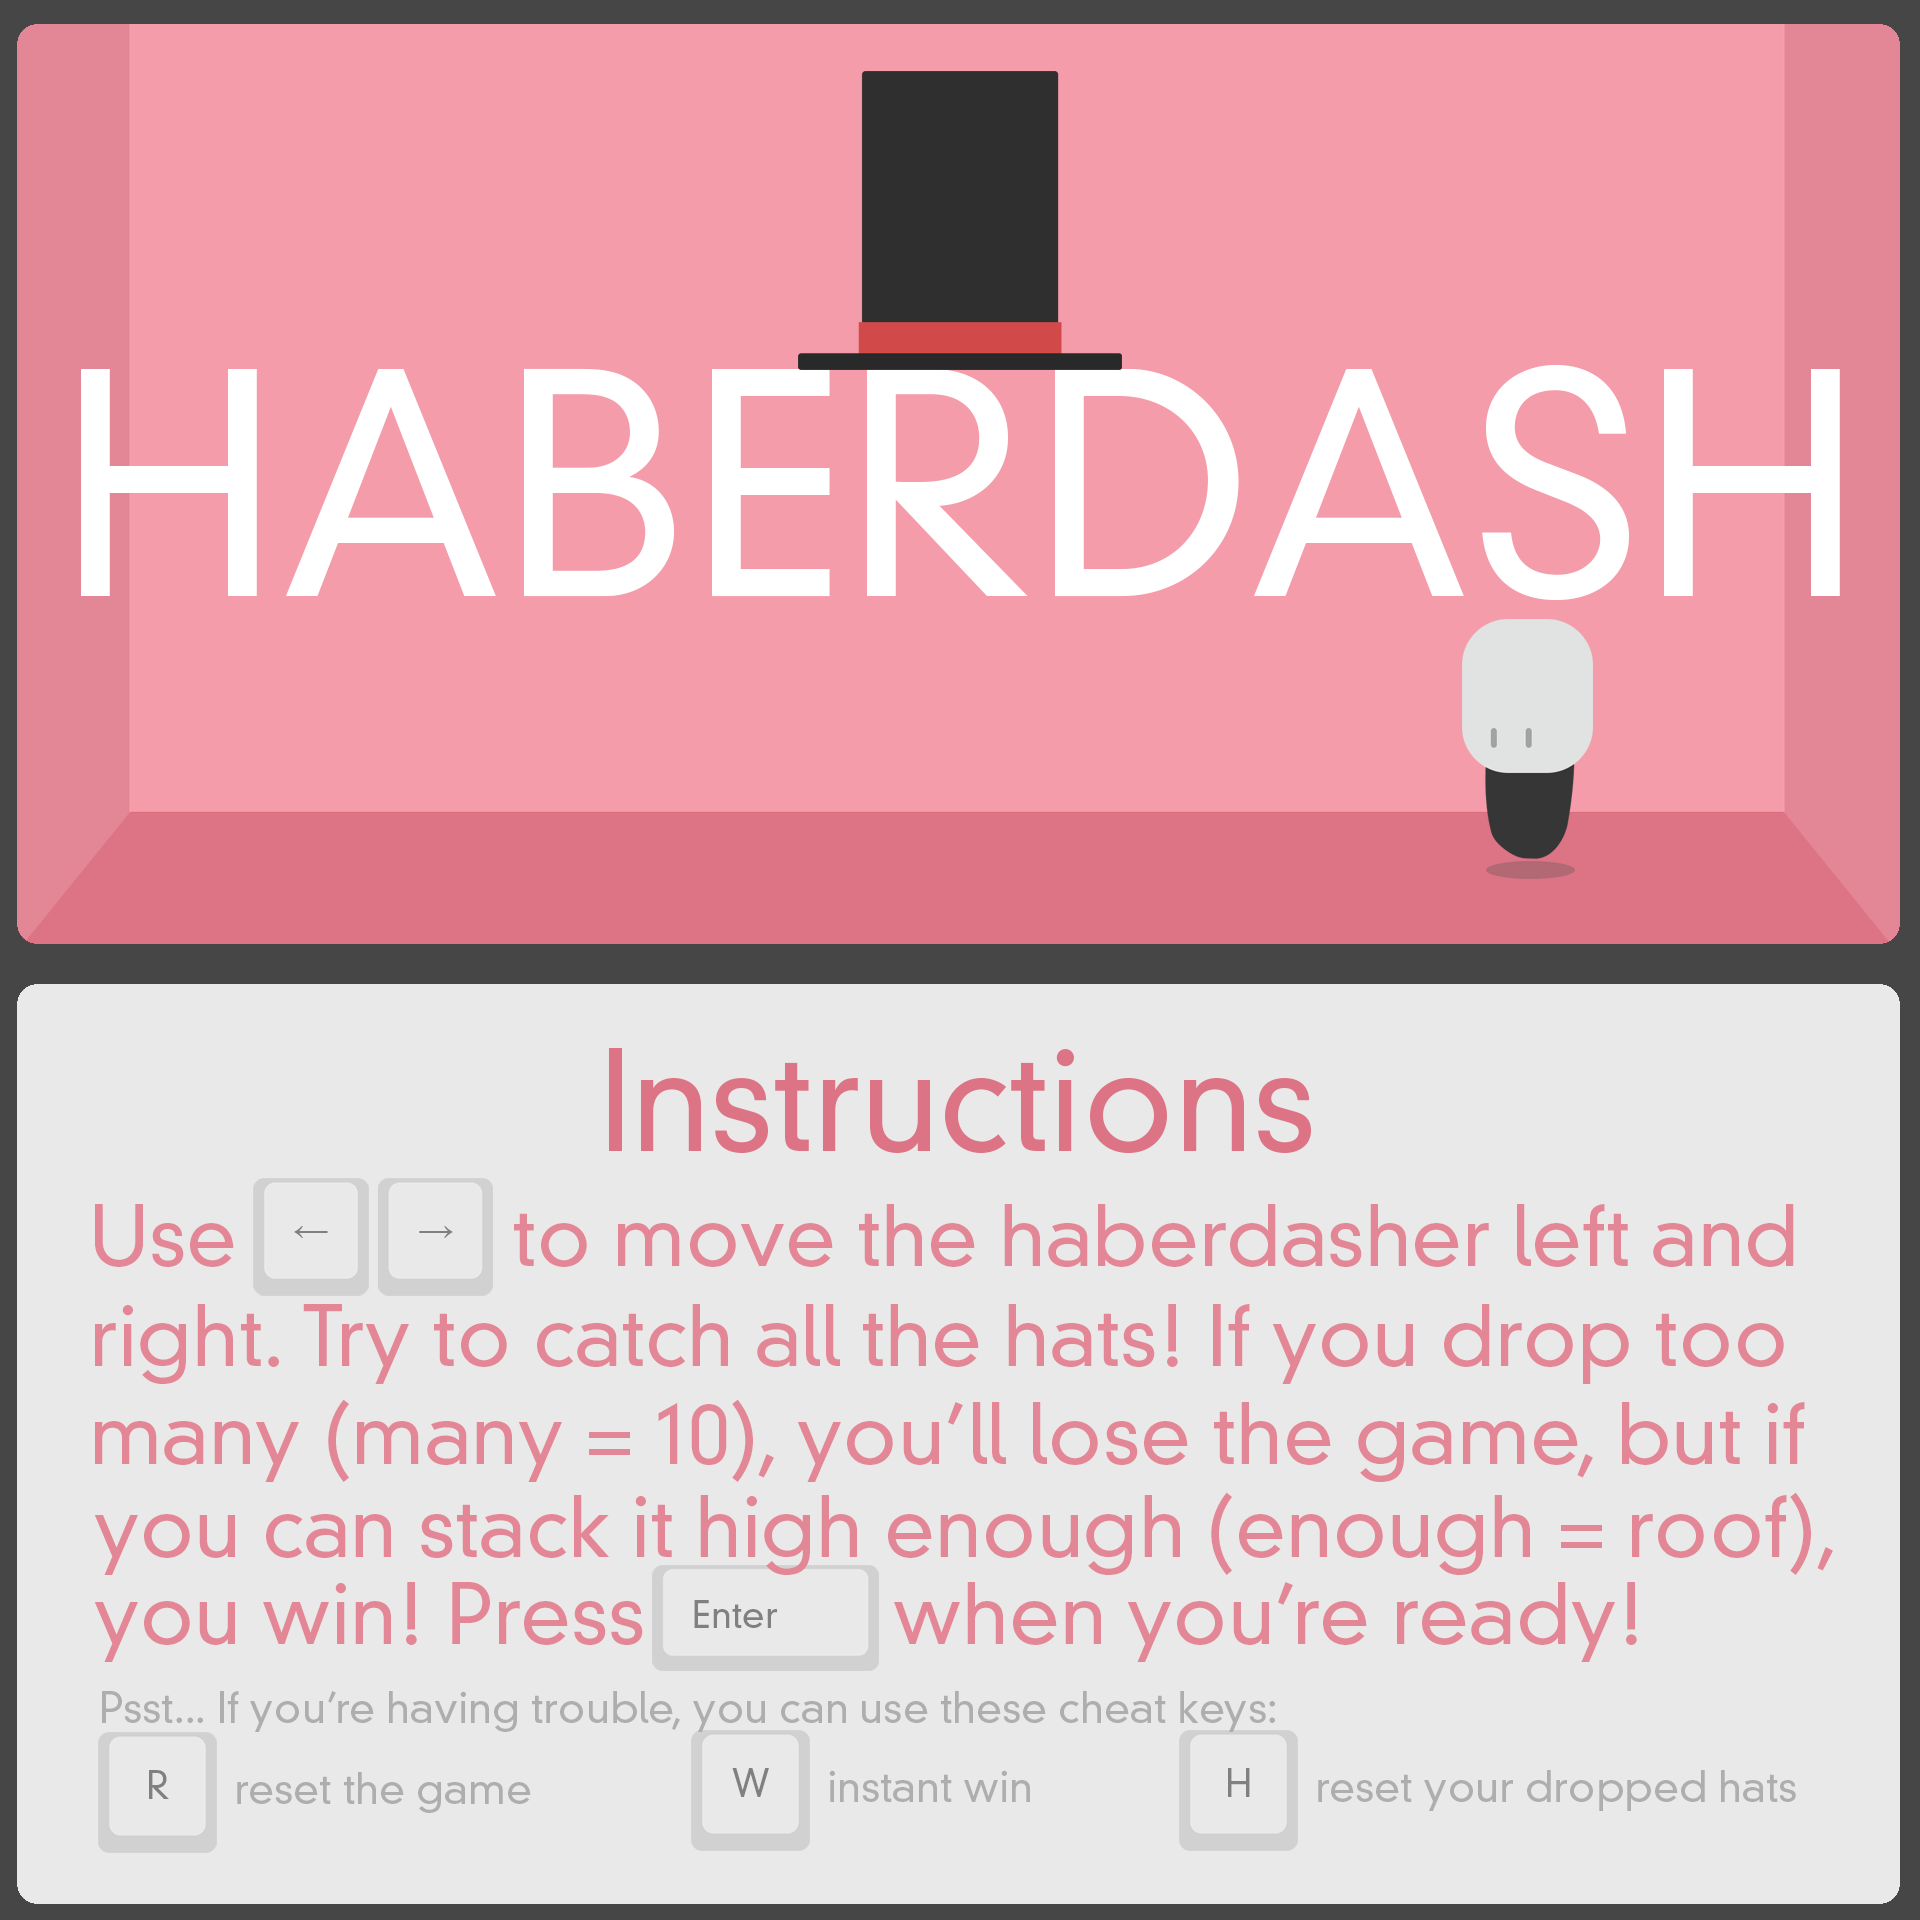 HABERDASH
Instructions
Use ← → to move the haberdasher left and
right. Try to catch all the hats! If you drop too
many (many = 10), you'll lose the game, but if
you can stack it high enough (enough = roof),
you win! Press Enter when you're ready!
Psst... If you're having trouble, you can use these cheat keys:
R reset the game W instant win H reset your dropped hats